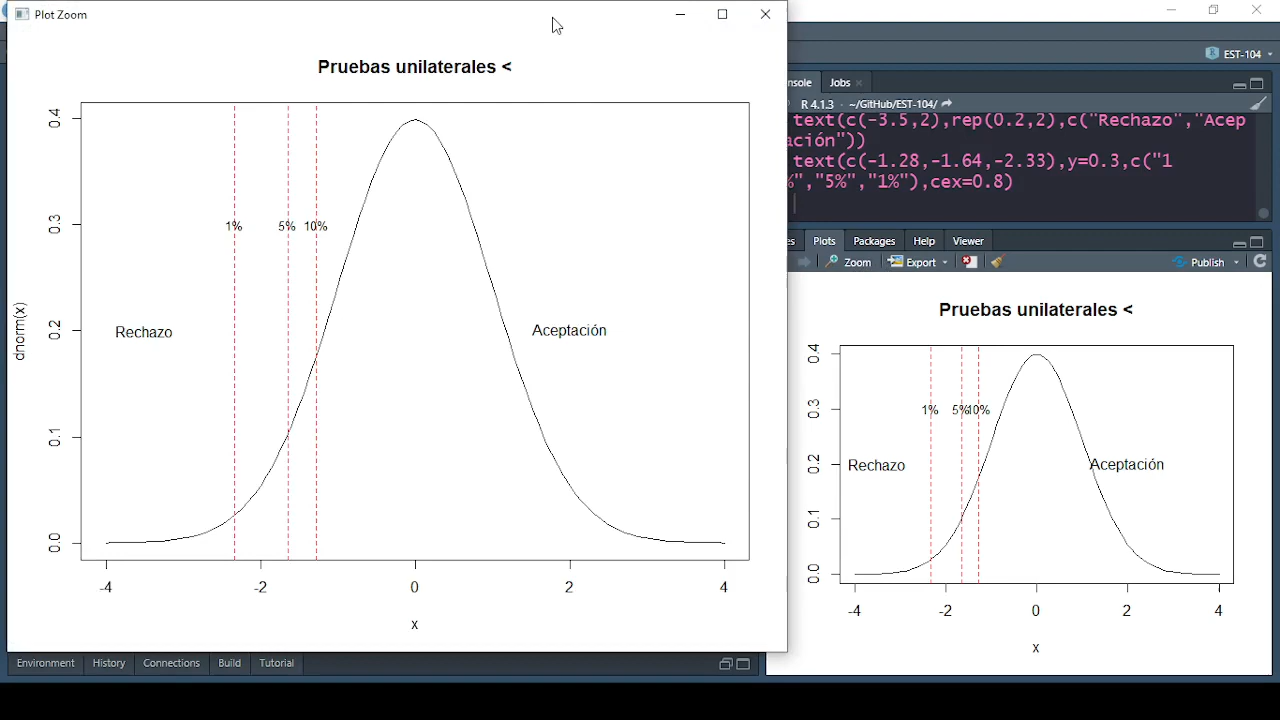 Plot Zoom
Pruebas unilaterales <
0.4
0.3
0.2
0.1
0.0
dnorm(x)
1% 5% 10%
Rechazo
Aceptación
-4 -2 0 2 4
x
Environment History Connections Build Tutorial
EST-104
nsole Jobs
R 4.1.3 · ~/GitHub/EST-104/
text(c(-3.5,2),rep(0.2,2),c("Rechazo","Acep
ación"))
text(c(-1.28,-1.64,-2.33),y=0.3,c("1
%","5%","1%"),cex=0.8)
es Plots Packages Help Viewer
Zoom Export Publish
Pruebas unilaterales <
0.4
0.3
0.2
0.1
0.0
1% 5% 10%
Rechazo
Aceptación
-4 -2 0 2 4
x